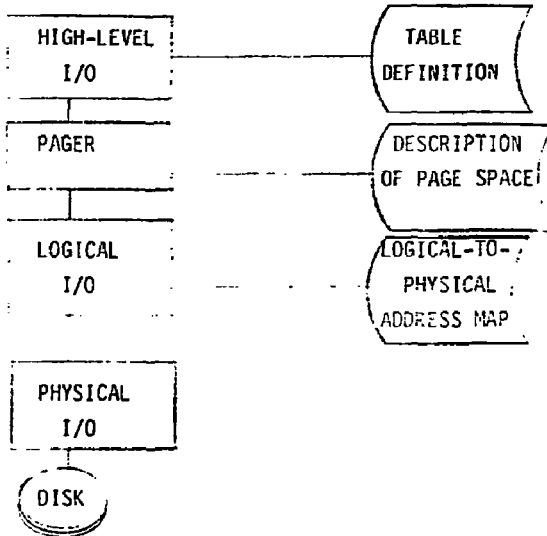 HIGH-LEVEL
I/O
TABLE
DEFINITION
PAGER
DESCRIPTION
OF PAGE SPACE
LOGICAL
I/O
LOGICAL-TO-
PHYSICAL
ADDRESS MAP
PHYSICAL
I/O
DISK